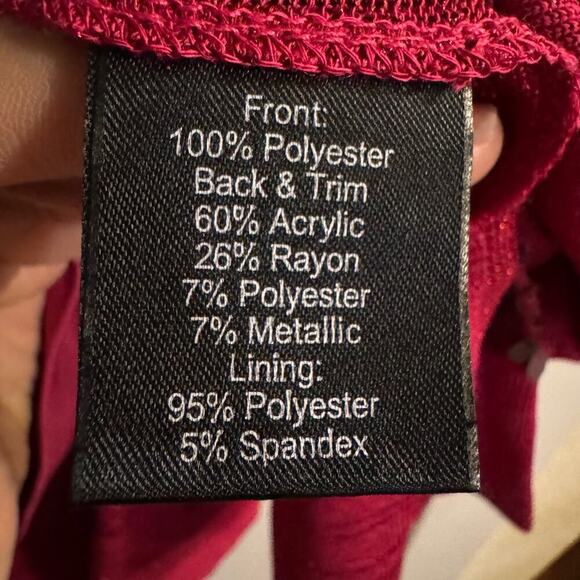 Front:
100% Polyester
Back & Trim
60% Acrylic
26% Rayon
7% Polyester
7% Metallic
Lining:
95% Polyester
5% Spandex